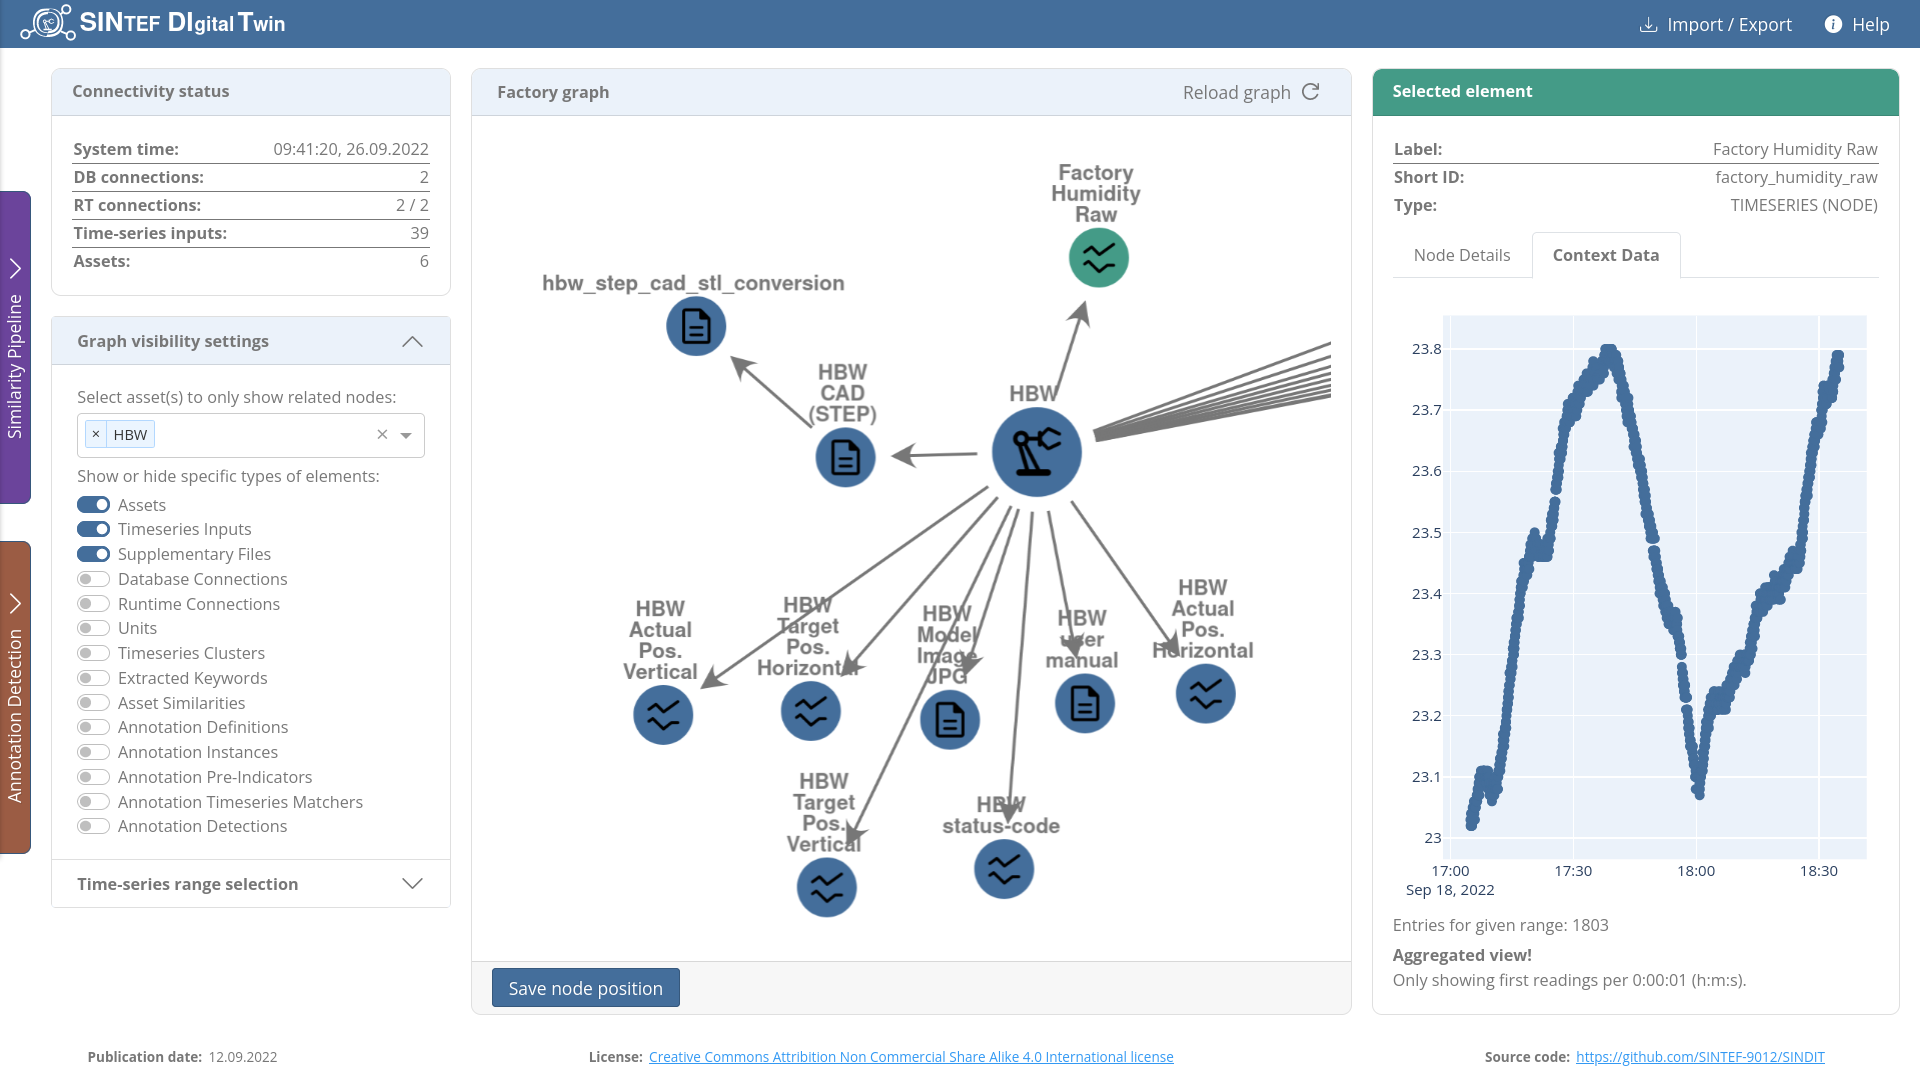 SINTEF DIgital Twin
Import / Export
Help
Similarity Pipeline
Annotation Detection
Connectivity status
System time: 09:41:20, 26.09.2022
DB connections: 2
RT connections: 2 / 2
Time-series inputs: 39
Assets: 6
Graph visibility settings
Select asset(s) to only show related nodes:
× HBW ×
Show or hide specific types of elements:
Assets
Timeseries Inputs
Supplementary Files
Database Connections
Runtime Connections
Units
Timeseries Clusters
Extracted Keywords
Asset Similarities
Annotation Definitions
Annotation Instances
Annotation Pre-Indicators
Annotation Timeseries Matchers
Annotation Detections
Time-series range selection
Factory graph
Reload graph
Factory
Humidity
Raw
hbw_step_cad_stl_conversion
HBW
CAD
(STEP)
HBW
HBW
Actual
Pos.
Vertical
HBW
Target
Pos.
Horizontal
HBW
Model
Image
JPG
HBW
user
manual
HBW
Actual
Pos.
Horizontal
HBW
Target
Pos.
Vertical
HBW
status-code
Save node position
Selected element
Label: Factory Humidity Raw
Short ID: factory_humidity_raw
Type: TIMESERIES (NODE)
Node Details
Context Data
23.8
23.7
23.6
23.5
23.4
23.3
23.2
23.1
23
17:00 17:30 18:00 18:30
Sep 18, 2022
Entries for given range: 1803
Aggregated view!
Only showing first readings per 0:00:01 (h:m:s).
Publication date: 12.09.2022
License: Creative Commons Attribution Non Commercial Share Alike 4.0 International license
Source code: https://github.com/SINTEF-9012/SINDIT